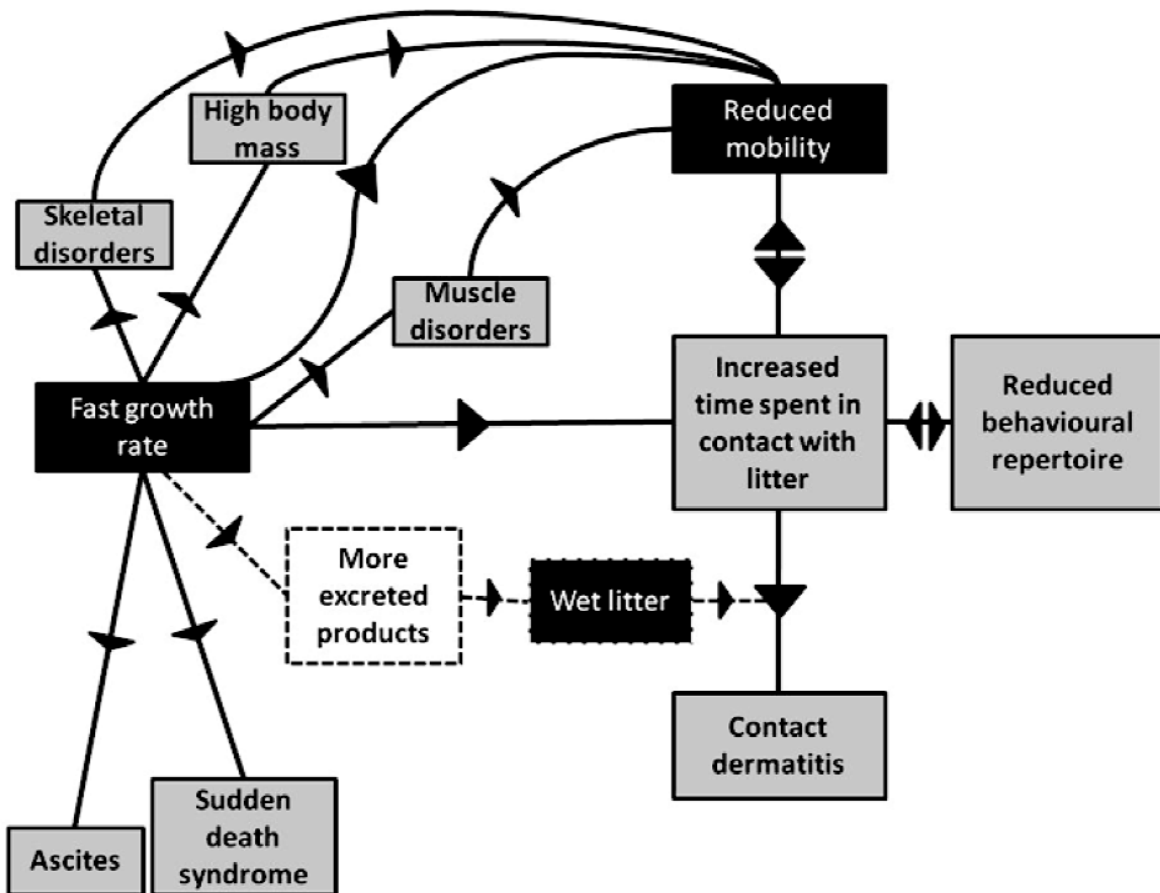 High body
mass
Reduced
mobility
Skeletal
disorders
Muscle
disorders
Fast growth
rate
Increased
time spent in
contact with
litter
Reduced
behavioural
repertoire
More
excreted
products
Wet litter
Contact
dermatitis
Sudden
death
syndrome
Ascites